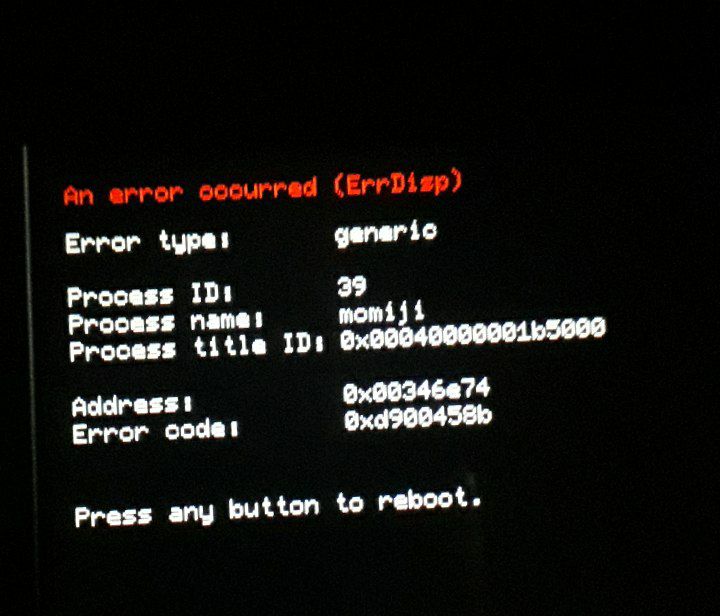 An error occurred (ErrDisp)
Error type: generic
Process ID: 39
Process name: momiji
Process title ID: 0x00040000001b5000
Address: 0x00346e74
Error code: 0xd900458b
Press any button to reboot.